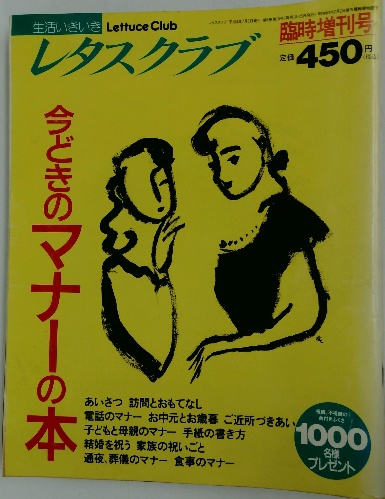 生活いきいき Lettuce Club
レタスクラブ
臨時増刊号
定価450円
今どきのマナーの本
あいさつ 訪問とおもてなし
電話のマナー お中元とお歳暮 ご近所づきあい
子どもと母親のマナー 手紙の書き方
結婚を祝う 家族の祝いごと
通夜、葬儀のマナー 食事のマナー
1000
名様
プレゼント